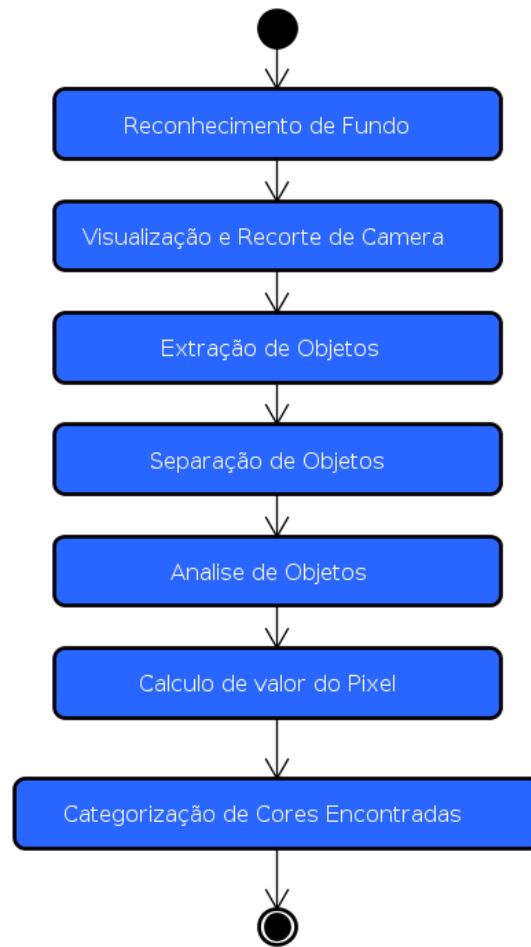 Reconhecimento de Fundo
Visualização e Recorte de Camera
Extração de Objetos
Separação de Objetos
Analise de Objetos
Calculo de valor do Pixel
Categorização de Cores Encontradas